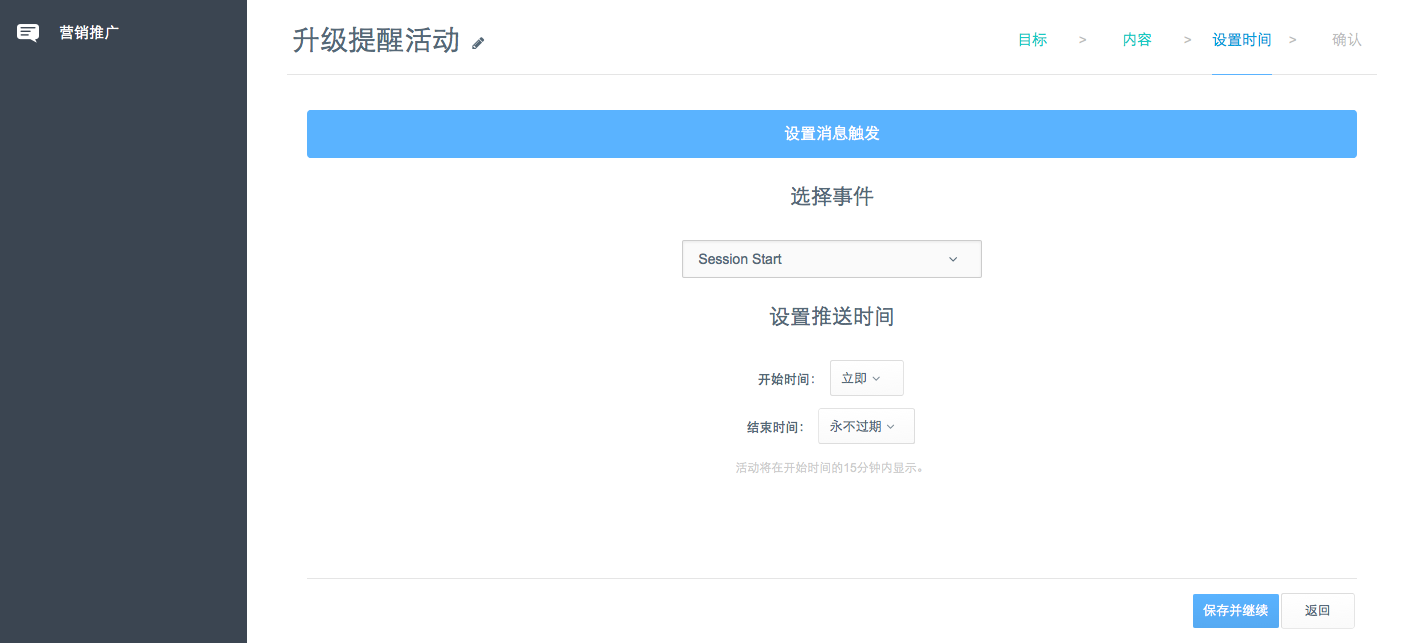 营销推广
升级提醒活动
目标 > 内容 > 设置时间 > 确认
设置消息触发
选择事件
Session Start
设置推送时间
开始时间: 立即
结束时间: 永不过期
活动将在开始时间的15分钟内显示。
保存并继续 返回